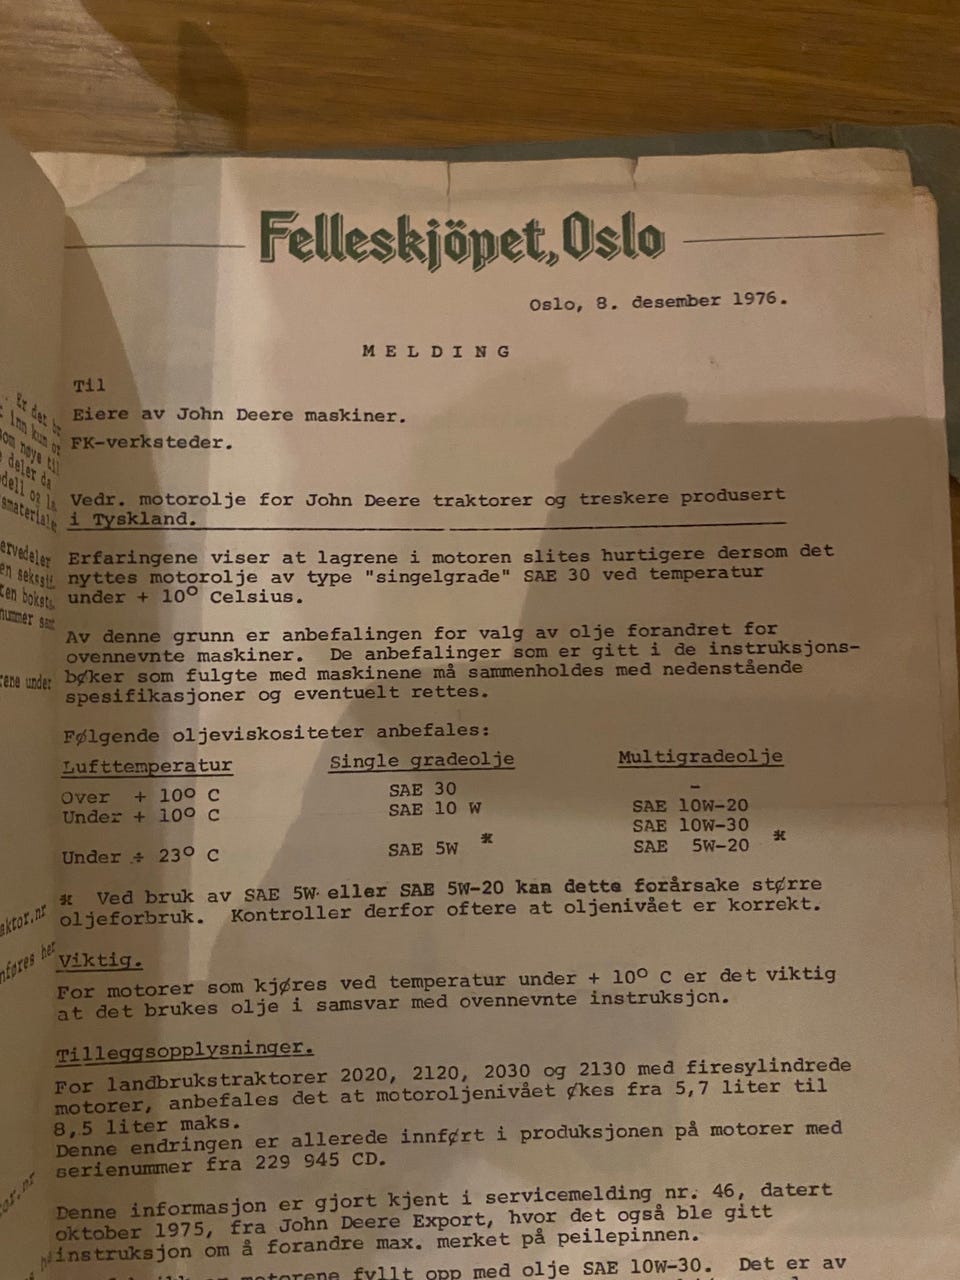 Felleskjöpet, Oslo
Oslo, 8. desember 1976.
MELDING
Til
Eiere av John Deere maskiner.
FK-verksteder.
Vedr. motorolje for John Deere traktorer og treskere produsert
i Tyskland.
Erfaringene viser at lagrene i motoren slites hurtigere dersom det
nyttes motorolje av type "singelgrade" SAE 30 ved temperatur
under + 10° Celsius.
Av denne grunn er anbefalingen for valg av olje forandret for
ovennevnte maskiner. De anbefalinger som er gitt i de instruksjons-
bøker som fulgte med maskinene må sammenholdes med nedenstående
spesifikasjoner og eventuelt rettes.
Følgende oljeviskositeter anbefales:
Lufttemperatur Single gradeolje Multigradeolje
Over + 10° C SAE 30 -
Under + 10° C SAE 10 W SAE 10W-20
SAE 10W-30
Under ÷ 23° C SAE 5W * SAE 5W-20 *
* Ved bruk av SAE 5W eller SAE 5W-20 kan dette forårsake større
oljeforbruk. Kontroller derfor oftere at oljenivået er korrekt.
Viktig.
For motorer som kjøres ved temperatur under + 10° C er det viktig
at det brukes olje i samsvar med ovennevnte instruksjon.
Tilleggsopplysninger.
For landbrukstraktorer 2020, 2120, 2030 og 2130 med firesylindrede
motorer, anbefales det at motoroljenivået økes fra 5,7 liter til
8,5 liter maks.
Denne endringen er allerede innført i produksjonen på motorer med
serienummer fra 229 945 CD.
Denne informasjon er gjort kjent i servicemelding nr. 46, datert
oktober 1975, fra John Deere Export, hvor det også ble gitt
instruksjon om å forandre max. merket på peilepinnen.
motorene fyllt opp med olje SAE 10W-30. Det er av